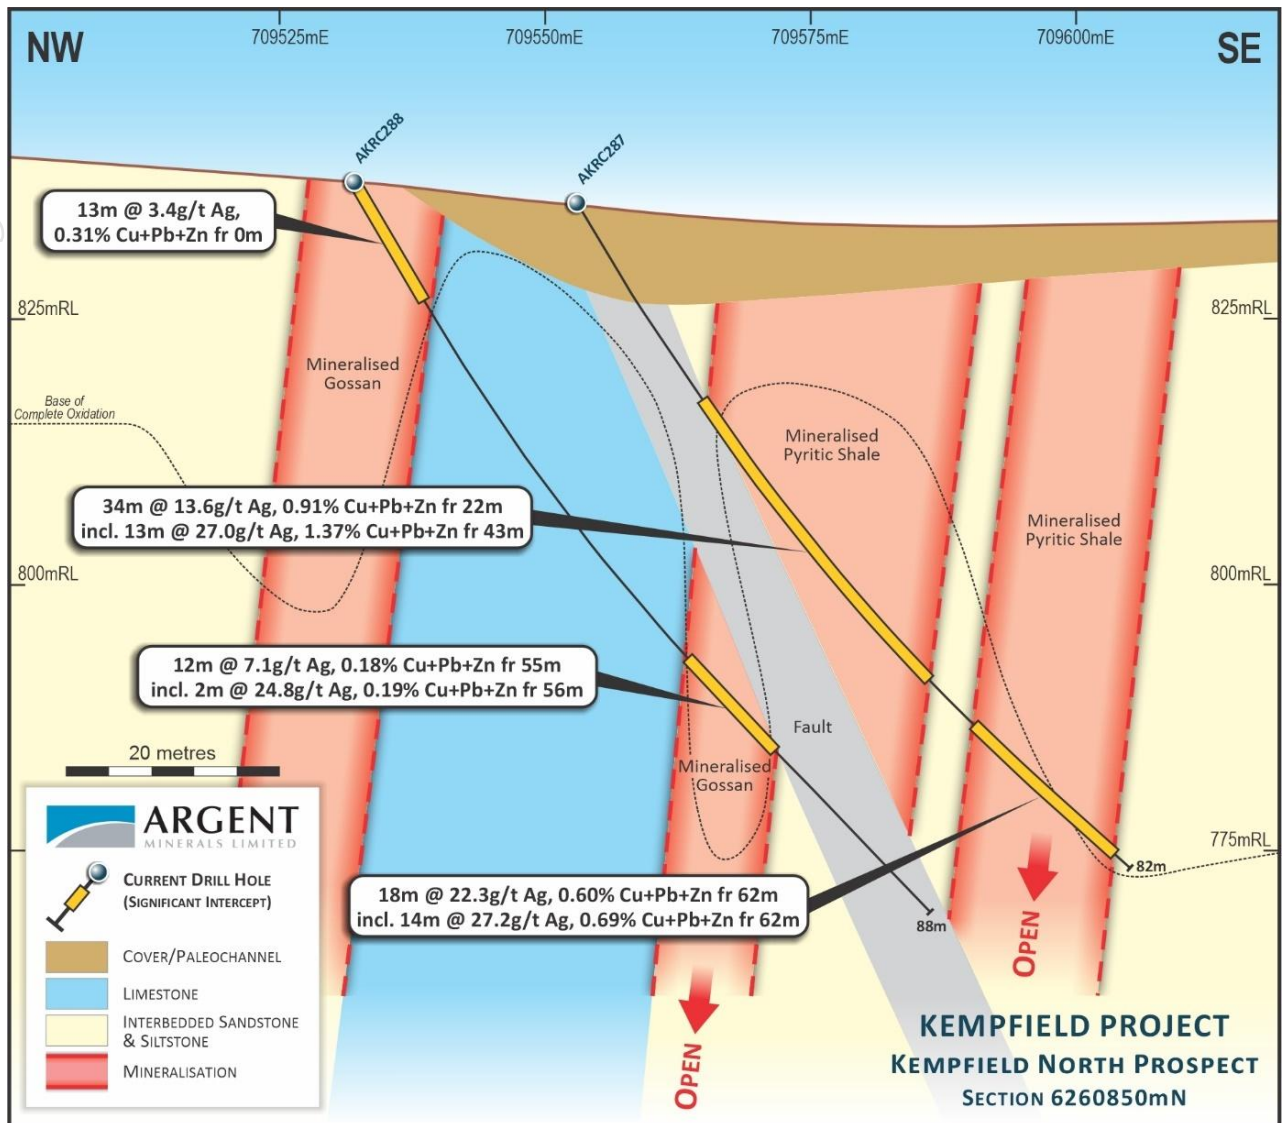 709525mE
709550mE
709575mE
709600mE
NW
SE
AKRC288
AKRC287
13m @ 3.4g/t Ag,
0.31% Cu+Pb+Zn fr 0m
825mRL
825mRL
Mineralised
Gossan
Base of
Complete Oxidation
Mineralised
Pyritic Shale
34m @ 13.6g/t Ag, 0.91% Cu+Pb+Zn fr 22m
incl. 13m @ 27.0g/t Ag, 1.37% Cu+Pb+Zn fr 43m
Mineralised
Pyritic Shale
800mRL
800mRL
12m @ 7.1g/t Ag, 0.18% Cu+Pb+Zn fr 55m
incl. 2m @ 24.8g/t Ag, 0.19% Cu+Pb+Zn fr 56m
Fault
20 metres
Mineralised
Gossan
775mRL
82m
18m @ 22.3g/t Ag, 0.60% Cu+Pb+Zn fr 62m
incl. 14m @ 27.2g/t Ag, 0.69% Cu+Pb+Zn fr 62m
88m
OPEN
OPEN
ARGENT
MINERALS LIMITED
CURRENT DRILL HOLE
(SIGNIFICANT INTERCEPT)
COVER/PALEOCHANNEL
LIMESTONE
INTERBEDDED SANDSTONE
& SILTSTONE
MINERALISATION
KEMPFIELD PROJECT
KEMPFIELD NORTH PROSPECT
SECTION 6260850mN